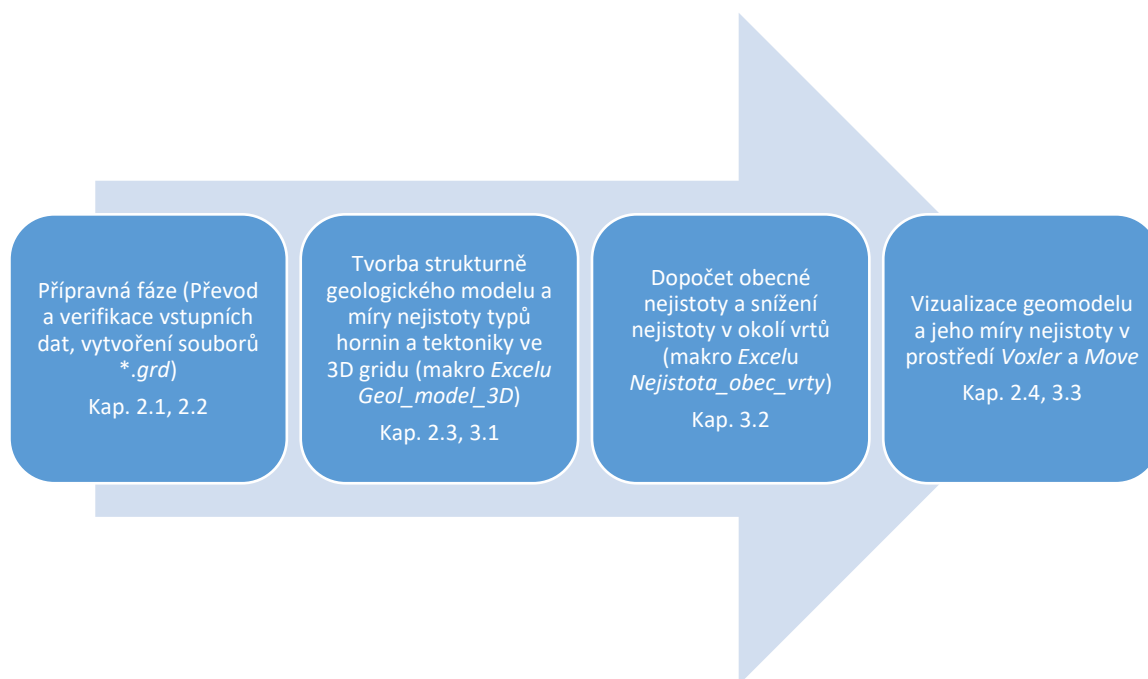 Přípravná fáze (Převod
a verifikace vstupních
dat, vytvoření souborů
*.grd)
Kap. 2.1, 2.2
Tvorba strukturně
geologického modelu a
míry nejistoty typů
hornin a tektoniky ve
3D gridu (makro Excelu
Geol_model_3D)
Kap. 2.3, 3.1
Dopočet obecné
nejistoty a snížení
nejistoty v okolí vrtů
(makro Excelu
Nejistota_obec_vrty)
Kap. 3.2
Vizualizace geomodelu
a jeho míry nejistoty v
prostředí Voxler a Move
Kap. 2.4, 3.3